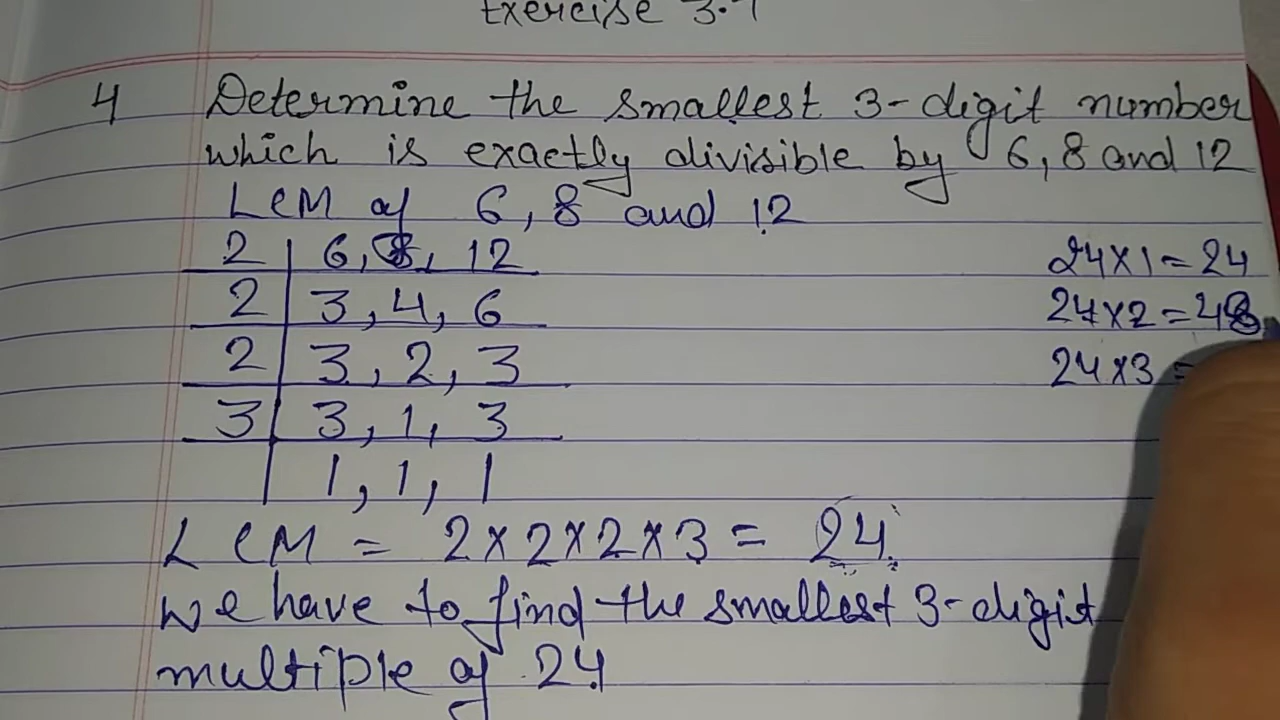 Exercise 3.7
4 Determine the smallest 3-digit number
which is exactly divisible by 6, 8 and 12
LCM of 6, 8 and 12
2 | 6, 8, 12 24×1=24
2 | 3, 4, 6 24×2=48
2 | 3, 2, 3 24×3=
3 | 3, 1, 3
| 1, 1, 1
LCM = 2×2×2×3 = 24
we have to find the smallest 3-digit
multiple of 24